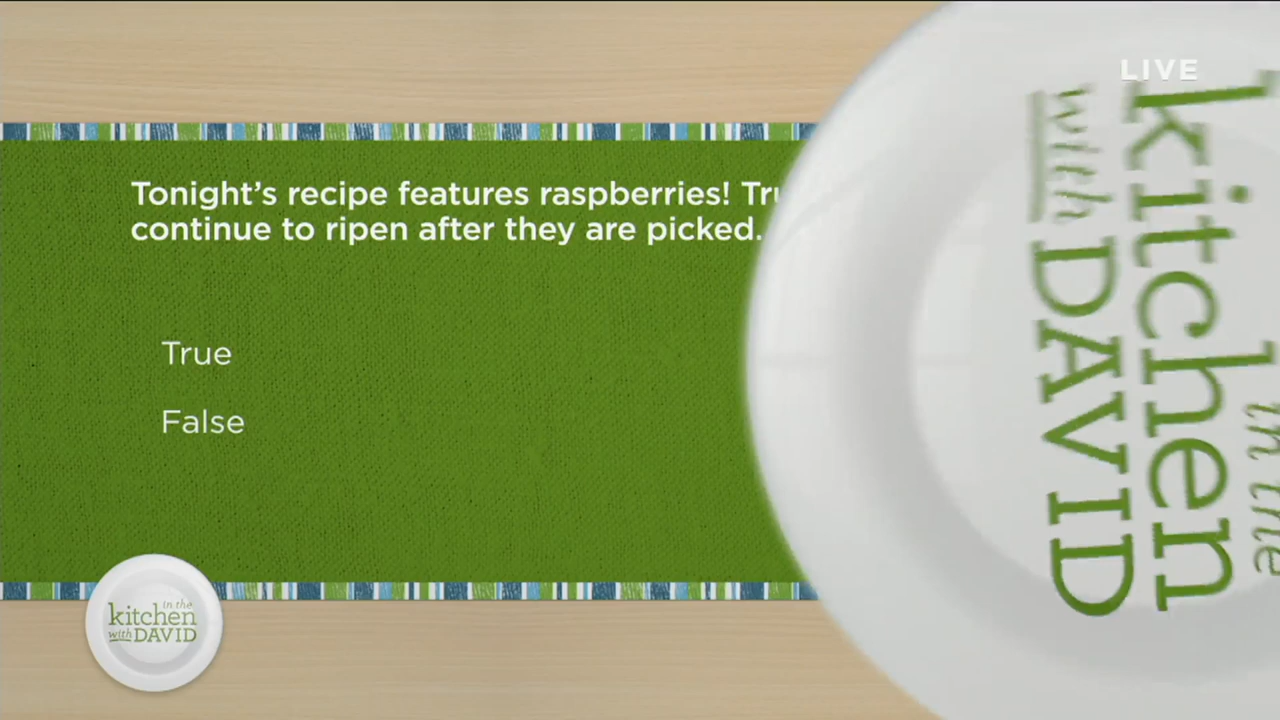 LIVE
Tonight's recipe features raspberries! Tru
continue to ripen after they are picked.
True
False
in the
kitchen
with DAVID
in the
kitchen
with DAVID